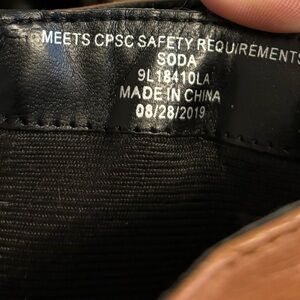 MEETS CPSC SAFETY REQUIREMENTS
SODA
9L18410LA
MADE IN CHINA
08/28/2019